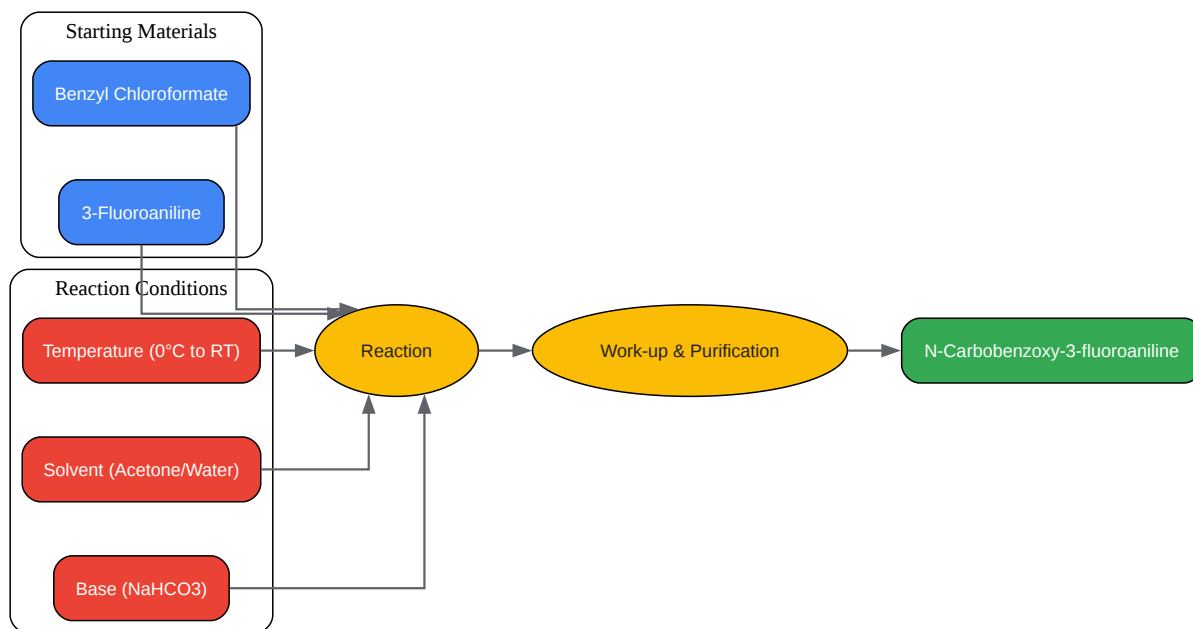 Starting Materials
Benzyl Chloroformate
3-Fluoroaniline
Reaction Conditions
Temperature (0°C to RT)
Reaction
Work-up & Purification
N-Carbobenzoxy-3-fluoroaniline
Solvent (Acetone/Water)
Base (NaHCO3)